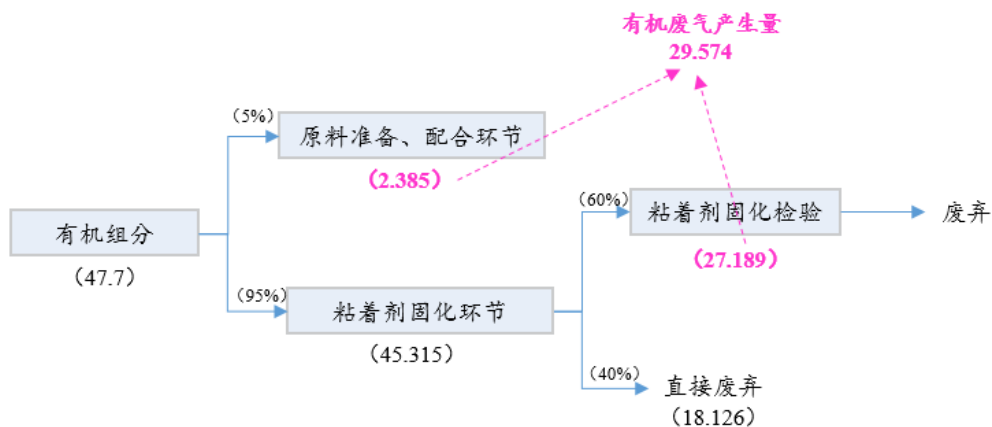 有机废气产生量
29.574
（5%）
原料准备、配合环节
（2.385）
（60%）
粘着剂固化检验
废弃
（27.189）
有机组分
（47.7）
（95%）
粘着剂固化环节
（45.315）
（40%）
直接废弃
（18.126）